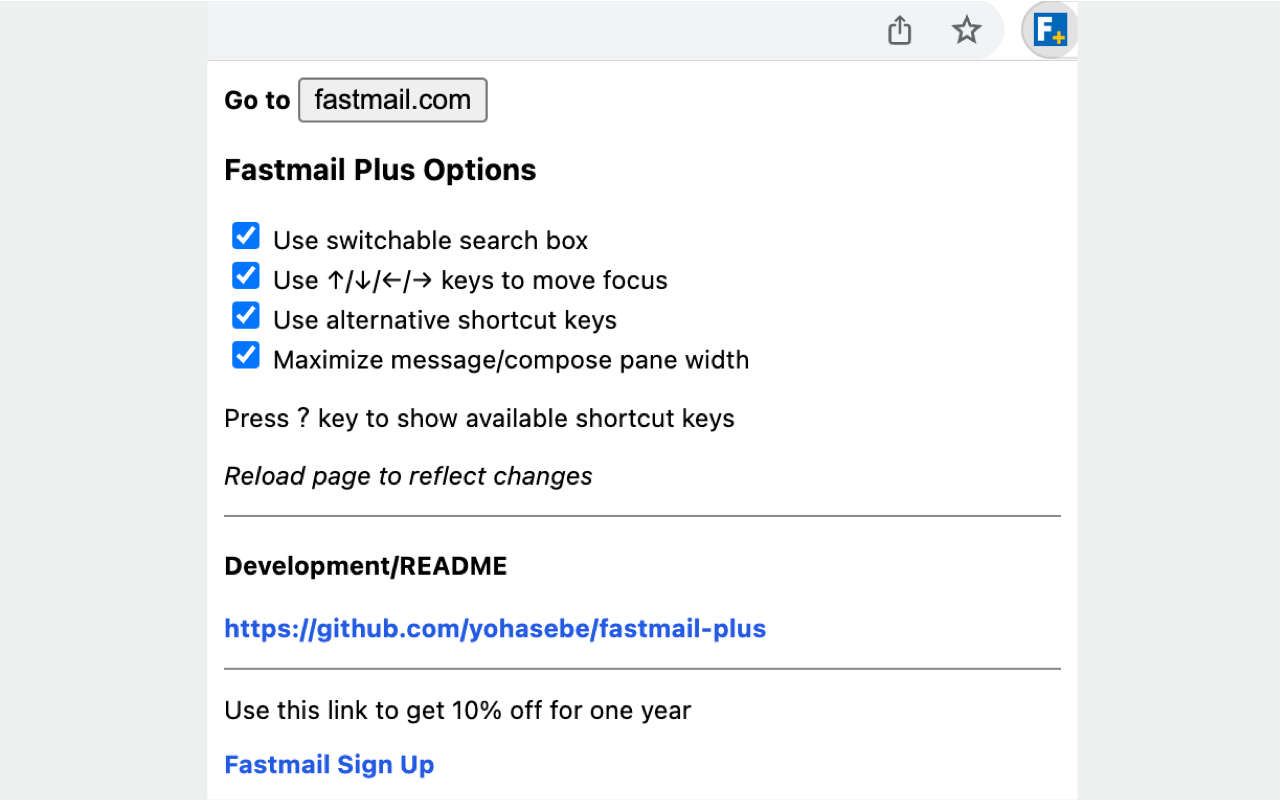 F+
Go to fastmail.com
Fastmail Plus Options
Use switchable search box
Use ↑/↓/←/→ keys to move focus
Use alternative shortcut keys
Maximize message/compose pane width
Press ? key to show available shortcut keys
Reload page to reflect changes
Development/README
https://github.com/yohasebe/fastmail-plus
Use this link to get 10% off for one year
Fastmail Sign Up